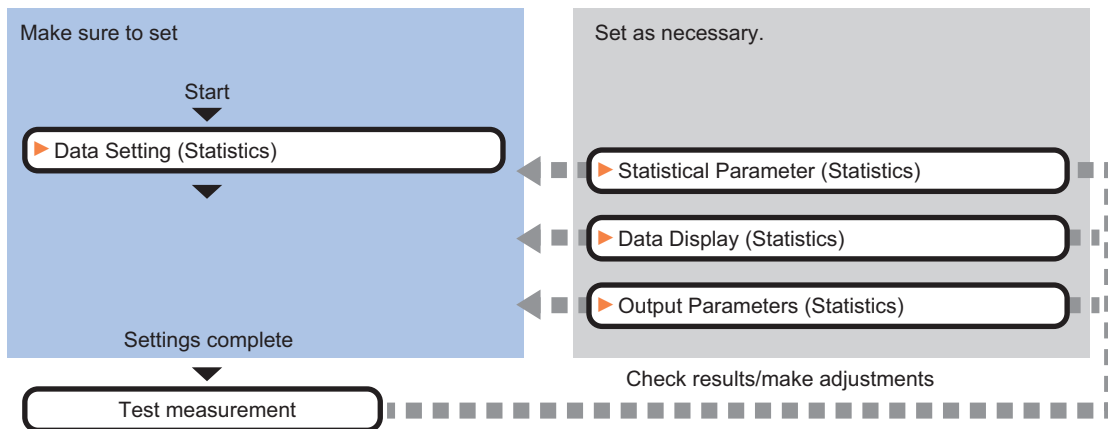 Make sure to set
Start
Data Setting (Statistics)
Settings complete
Test measurement
Set as necessary.
Statistical Parameter (Statistics)
Data Display (Statistics)
Output Parameters (Statistics)
Check results/make adjustments